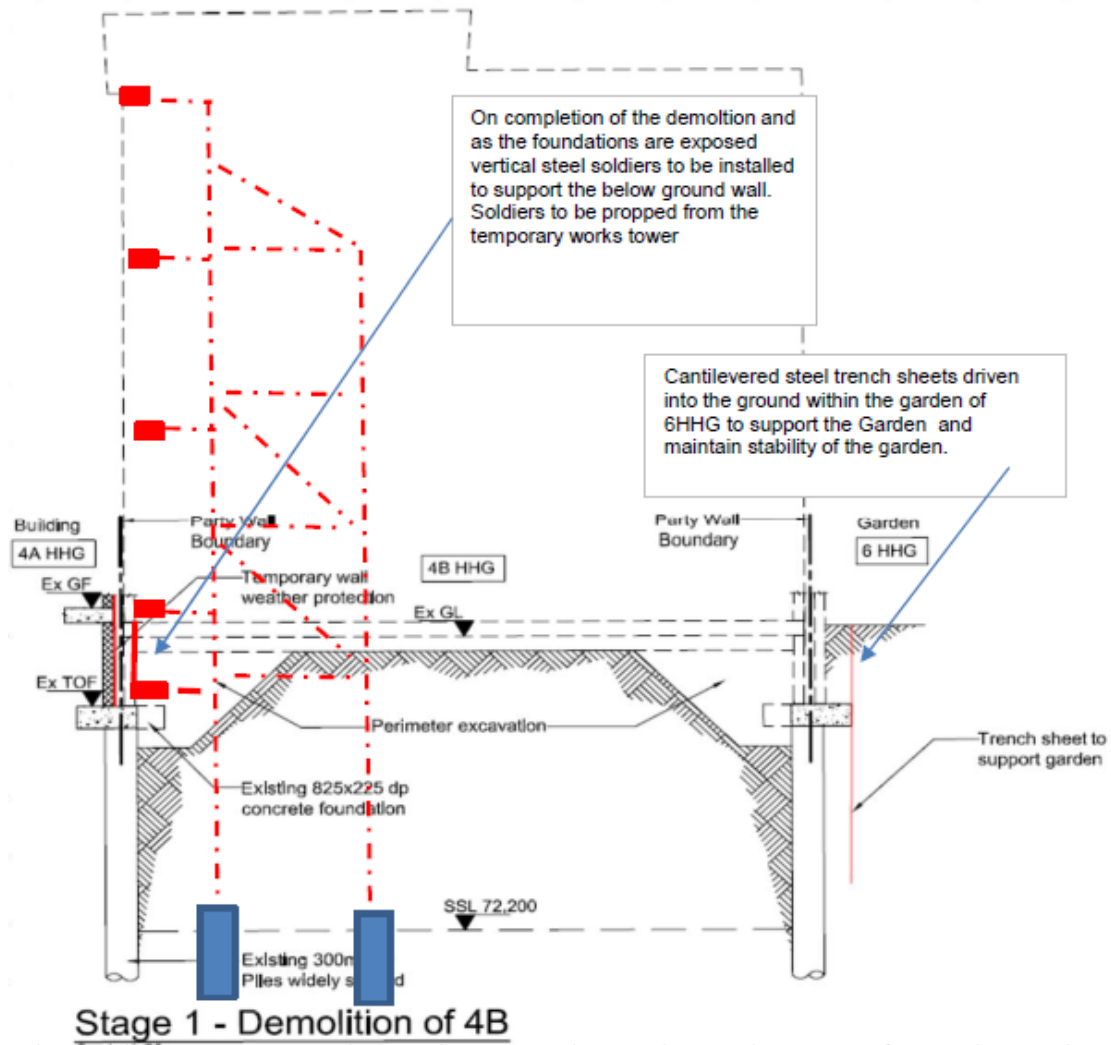 On completion of the demoltion and
as the foundations are exposed
vertical steel soldiers to be installed
to support the below ground wall.
Soldiers to be propped from the
temporary works tower
Cantilevered steel trench sheets driven
into the ground within the garden of
6HHG to support the Garden and
maintain stability of the garden.
Building
4A HHG
Party Wall
Boundary
4B HHG
Party Wall
Boundary
Garden
6 HHG
Ex GF
Temporary wall
weather protection
Ex GL
Ex TOF
Perimeter excavation
Trench sheet to
support garden
Existing 825x225 dp
concrete foundation
SSL 72,200
Existing
Piles widely
Stage 1 - Demolition of 4B